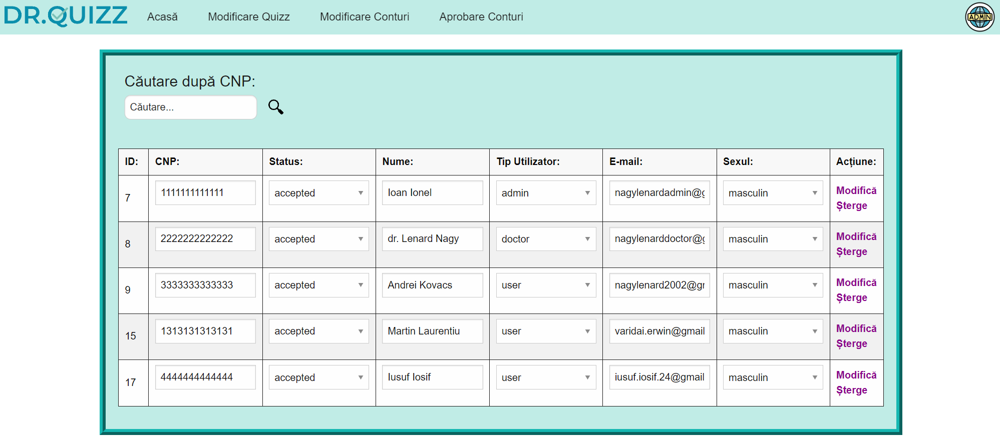 DR.QUIZZ Acasă Modificare Quizz Modificare Conturi Aprobare Conturi ADMIN
Căutare după CNP:
Căutare...
ID: CNP: Status: Nume: Tip Utilizator: E-mail: Sexul: Acțiune:
7 1111111111111 accepted Ioan Ionel admin nagylenardadmin@g masculin Modifică
Șterge
8 2222222222222 accepted dr. Lenard Nagy doctor nagylenarddoctor@g masculin Modifică
Șterge
9 3333333333333 accepted Andrei Kovacs user nagylenard2002@gr masculin Modifică
Șterge
15 1313131313131 accepted Martin Laurentiu user varidai.erwin@gmail masculin Modifică
Șterge
17 4444444444444 accepted Iusuf Iosif user iusuf.iosif.24@gmail masculin Modifică
Șterge